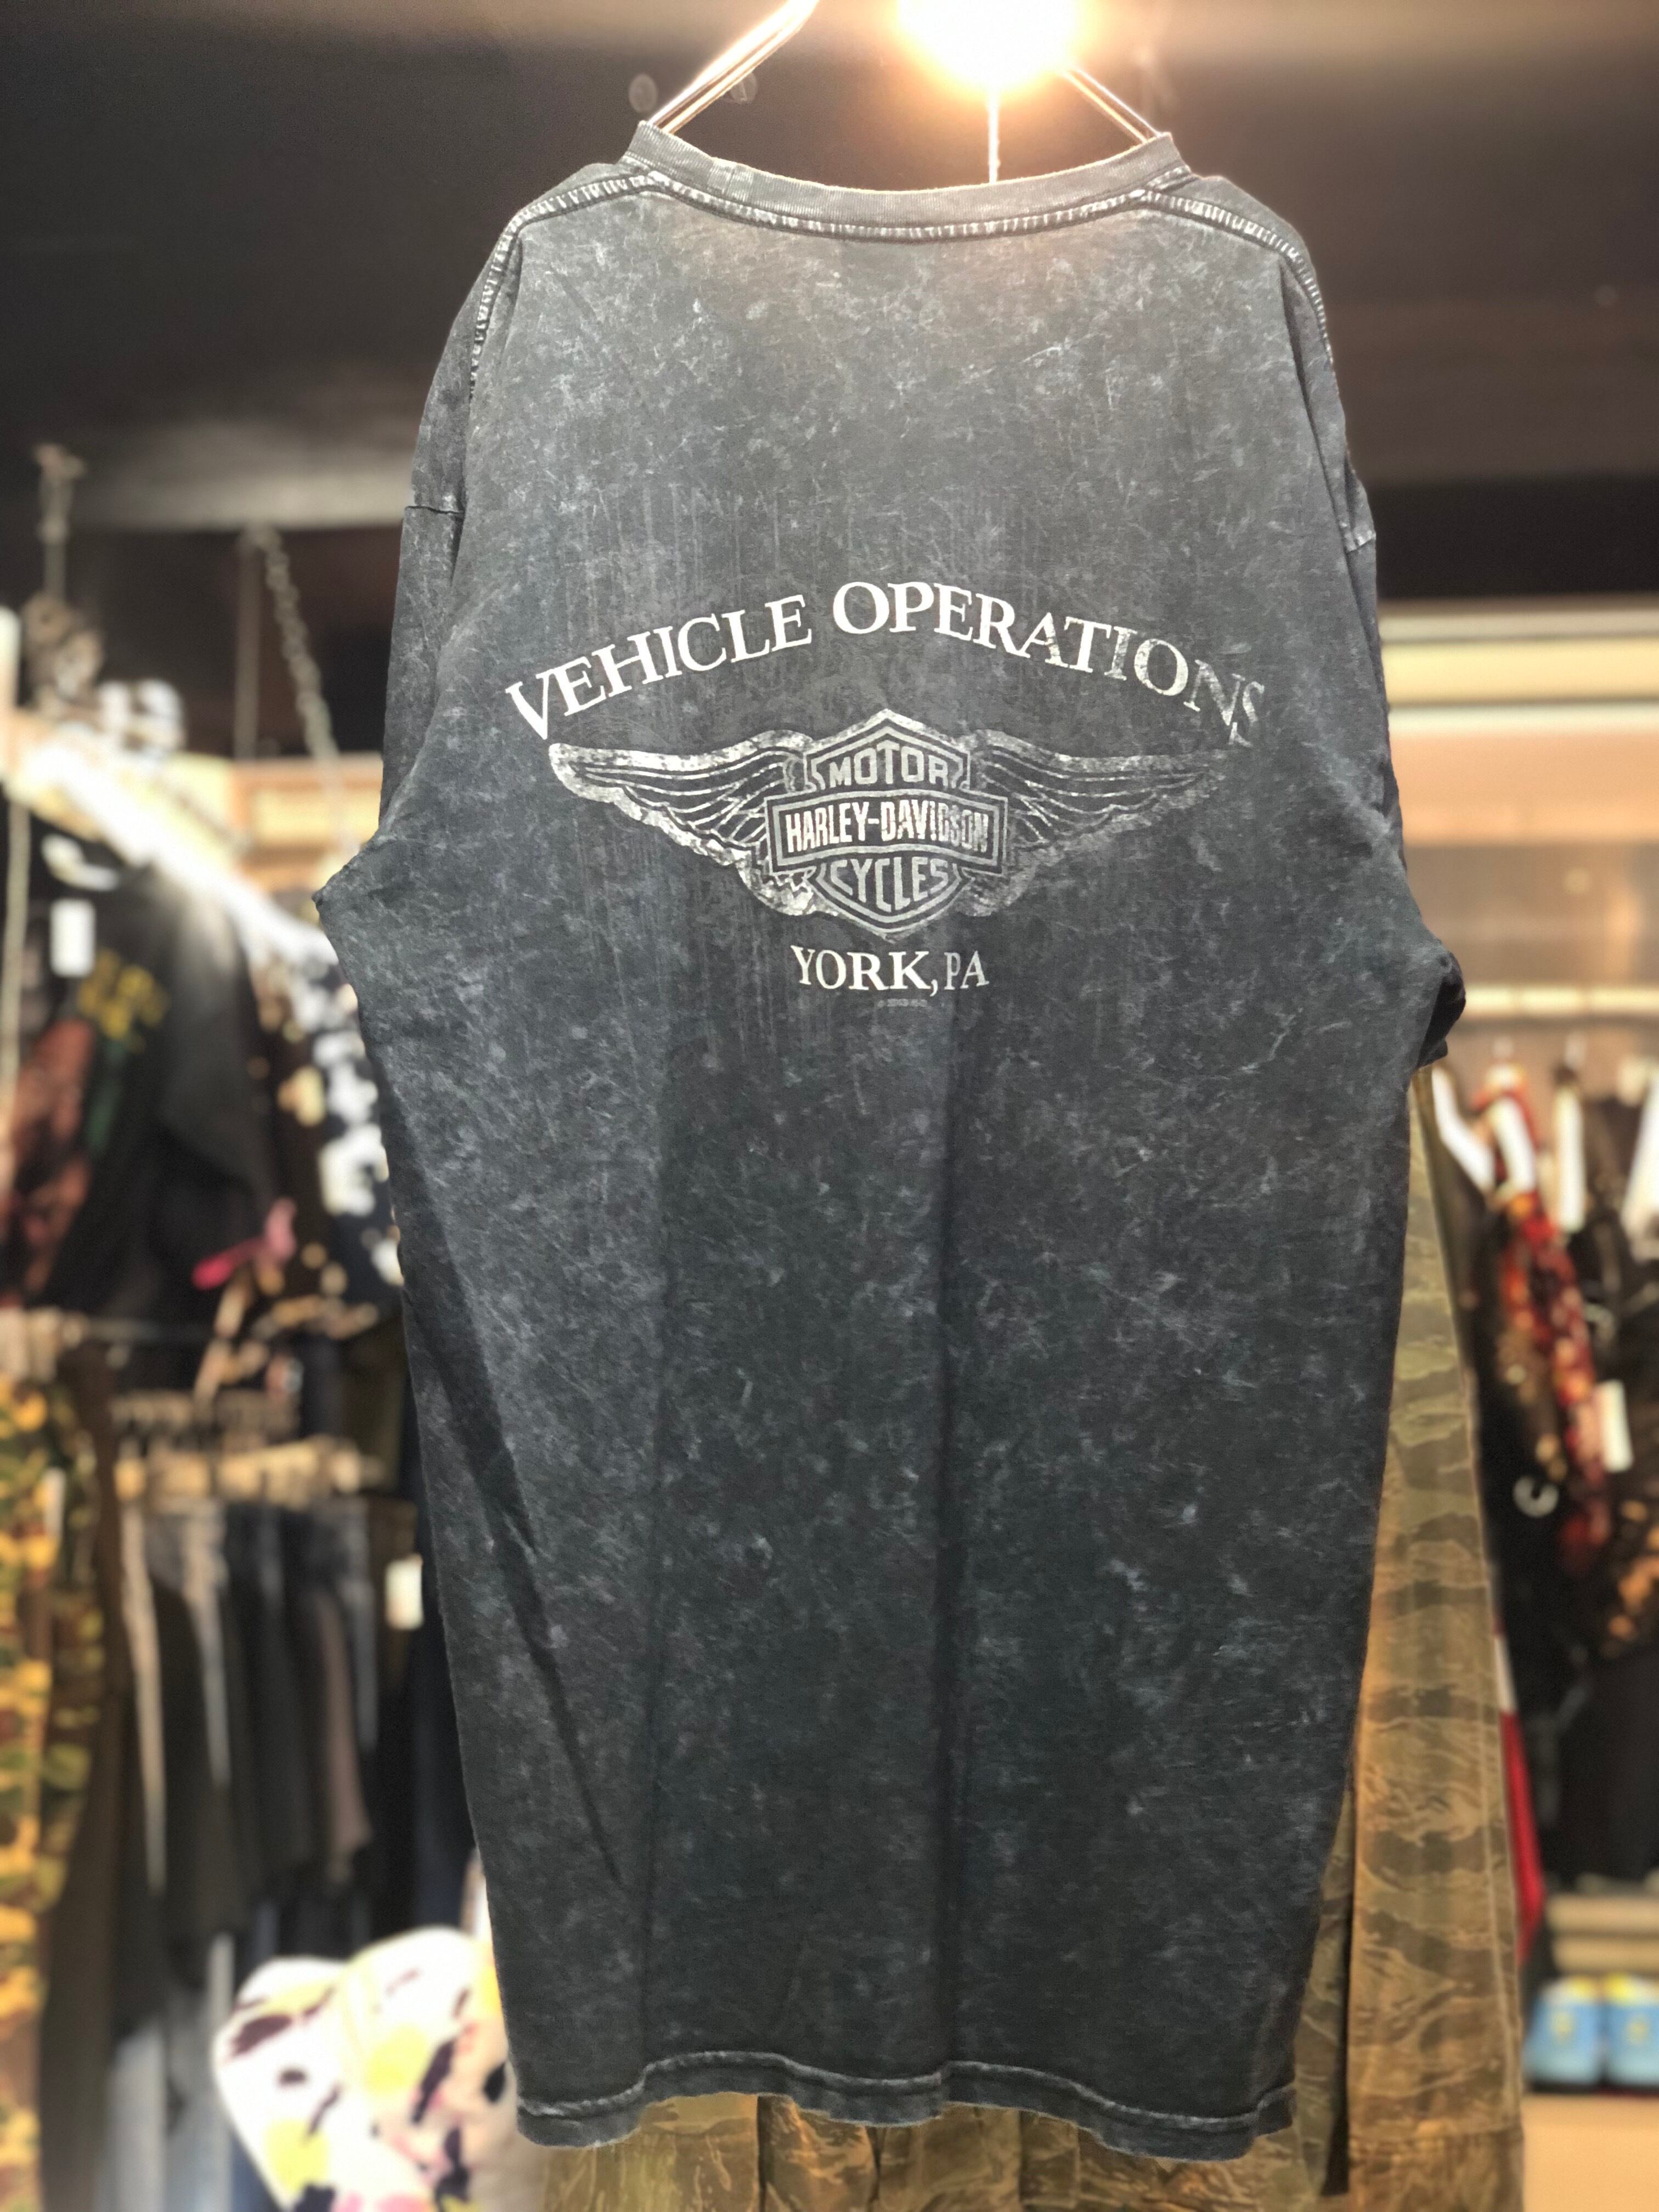 VEHICLE OPERATIONS
MOTOR
HARLEY-DAVIDSON
CYCLES
YORK, PA